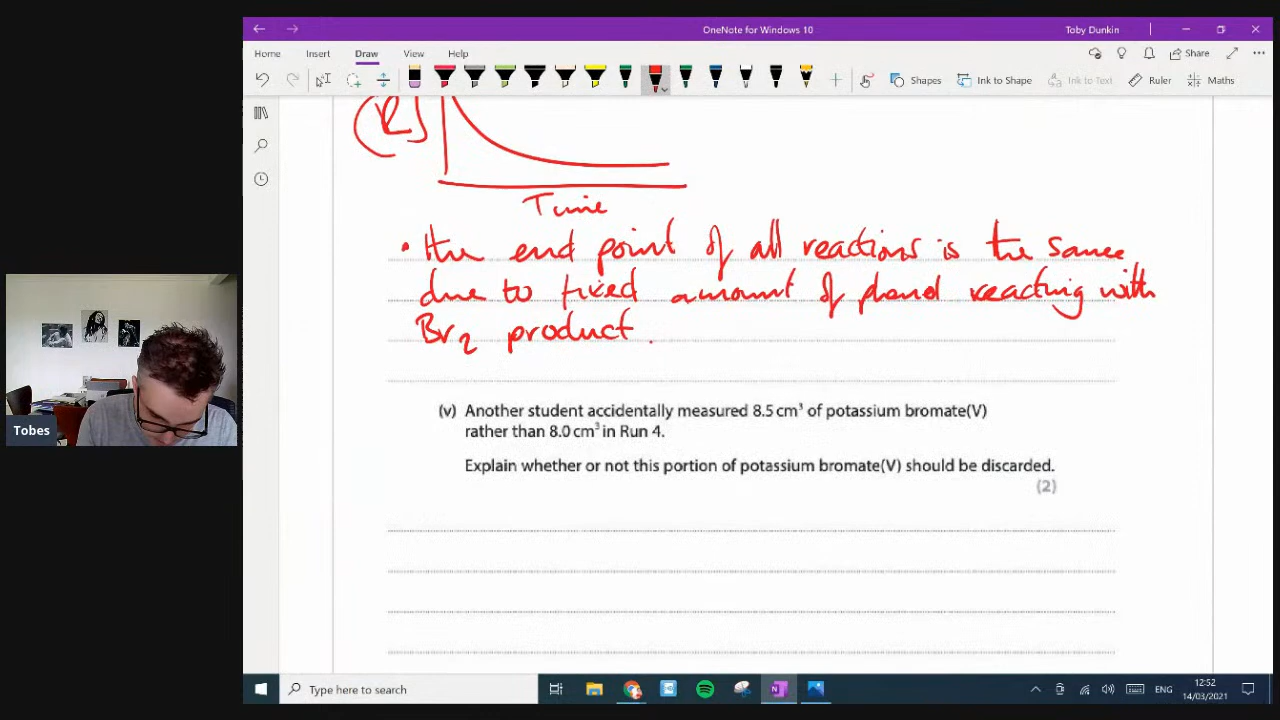 OneNote for Windows 10
Toby Dunkin
Home Insert Draw View Help
Share
Shapes
Ink to Shape
Ink to Text
Ruler
Maths
[R]
Time
• the end point of all reactions is the same
due to fixed amount of phenol reacting with
Br2 product.
(v) Another student accidentally measured 8.5 cm³ of potassium bromate(V)
rather than 8.0 cm³ in Run 4.
Explain whether or not this portion of potassium bromate(V) should be discarded.
(2)
Tobes
Type here to search
ENG
12:52
14/03/2021